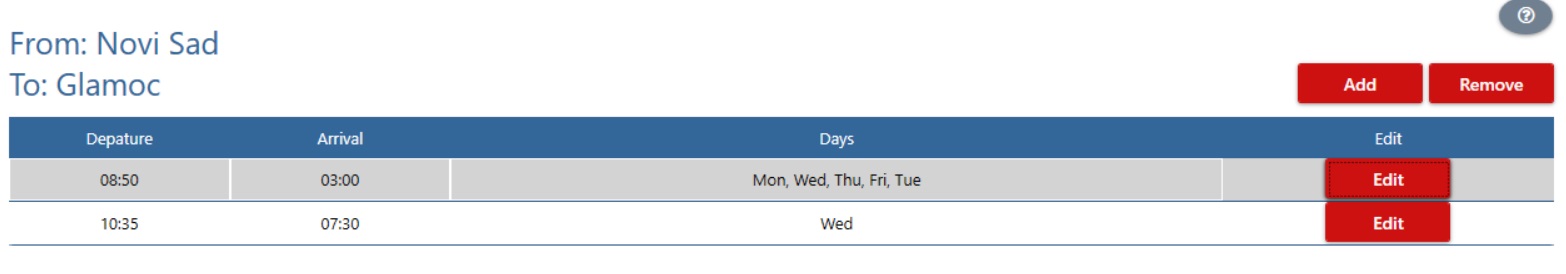 ?
From: Novi Sad
To: Glamoc
Add Remove
Depature Arrival Days Edit
08:50 03:00 Mon, Wed, Thu, Fri, Tue Edit
10:35 07:30 Wed Edit